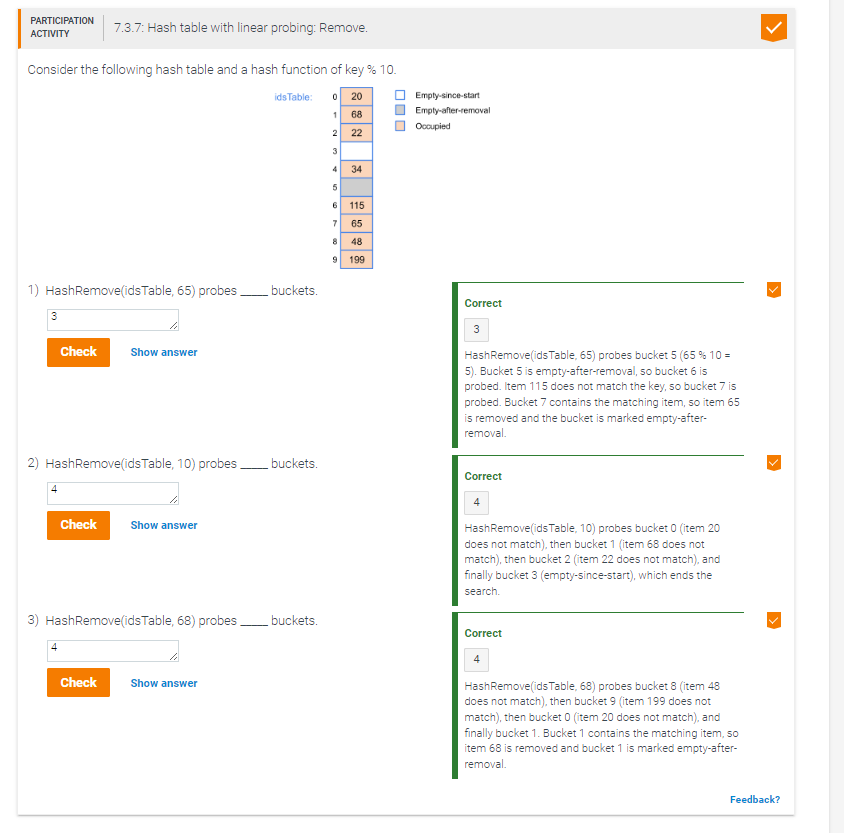 PARTICIPATION
ACTIVITY
7.3.7: Hash table with linear probing: Remove.
Consider the following hash table and a hash function of key % 10.
idsTable:
0 20
1 68
2 22
3
4 34
5
6 115
7 65
8 48
9 199
Empty-since-start
Empty-after-removal
Occupied
1) HashRemove(idsTable, 65) probes _____ buckets.
3
Check
Show answer
Correct
3
HashRemove(idsTable, 65) probes bucket 5 (65 % 10 =
5). Bucket 5 is empty-after-removal, so bucket 6 is
probed. Item 115 does not match the key, so bucket 7 is
probed. Bucket 7 contains the matching item, so item 65
is removed and the bucket is marked empty-after-
removal.
2) HashRemove(idsTable, 10) probes _____ buckets.
4
Check
Show answer
Correct
4
HashRemove(idsTable, 10) probes bucket 0 (item 20
does not match), then bucket 1 (item 68 does not
match), then bucket 2 (item 22 does not match), and
finally bucket 3 (empty-since-start), which ends the
search.
3) HashRemove(idsTable, 68) probes _____ buckets.
4
Check
Show answer
Correct
4
HashRemove(idsTable, 68) probes bucket 8 (item 48
does not match), then bucket 9 (item 199 does not
match), then bucket 0 (item 20 does not match), and
finally bucket 1. Bucket 1 contains the matching item, so
item 68 is removed and bucket 1 is marked empty-after-
removal.
Feedback?